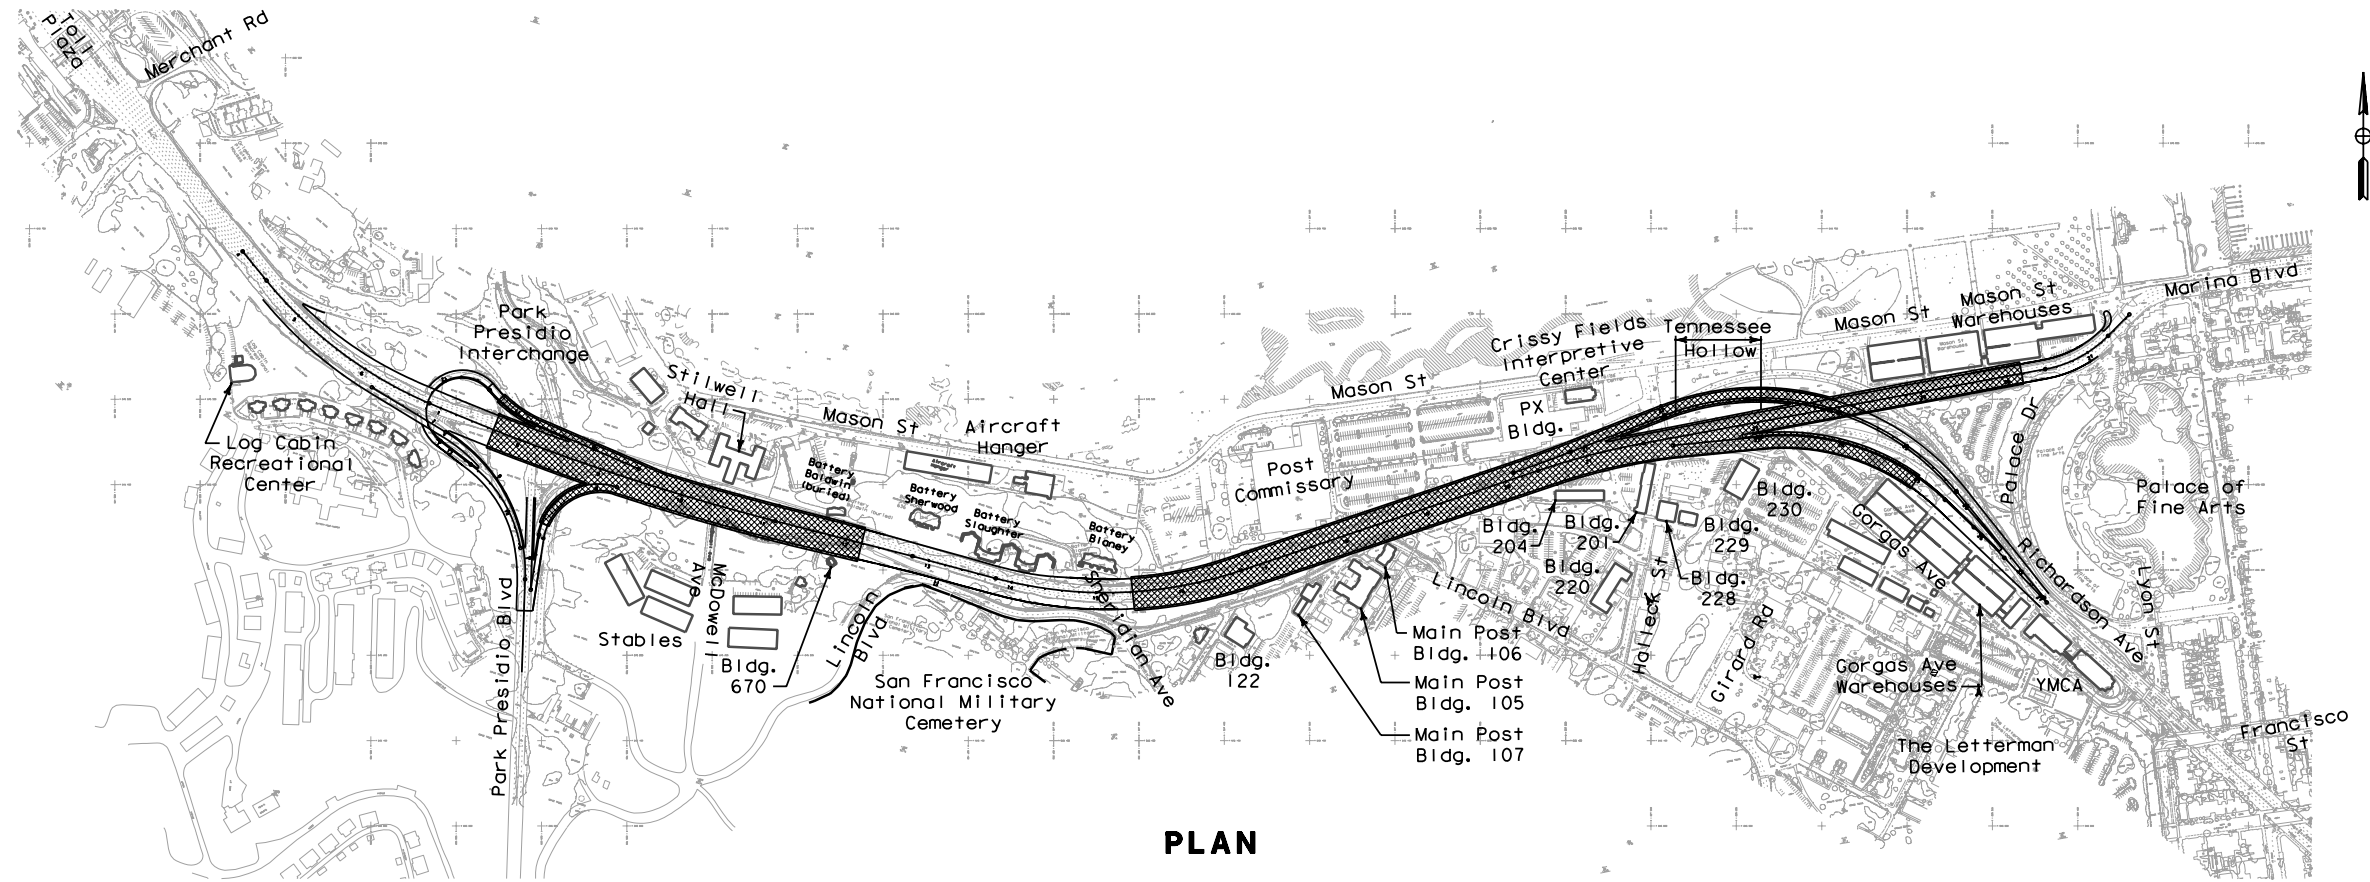 Toll
Plaza
Merchant Rd
Park
Presidio
Interchange
Log Cabin
Recreational
Center
Stilwell
Hall
Mason St
Aircraft
Hanger
Aircraft
Hanger
Battery
Baldwin
(buried)
Battery
Sherwood
Battery
Slaughter
Battery
Blaney
Park Presidio Blvd
Stables
McDowell
Ave
Bldg.
670
Lincoln
Blvd
San Francisco
National Military
Cemetery
Sheridian Ave
Bldg.
122
Post
Commissary
Mason St
Crissy Fields
Interpretive
Center
PX
Bldg.
Tennessee
Hollow
Mason St
Mason St
Warehouses
Marina Blvd
Palace Dr
Palace of
Fine Arts
Bldg.
204
Bldg.
201
Bldg.
220
Bldg.
230
Bldg.
229
Bldg.
228
Lincoln Blvd
Halleck St
Girard Rd
Gorgas Ave
Richardson Ave
Lyon St
Main Post
Bldg. 106
Main Post
Bldg. 105
Main Post
Bldg. 107
Gorgas Ave
Warehouses
YMCA
The Letterman
Development
Francisco
St
PLAN